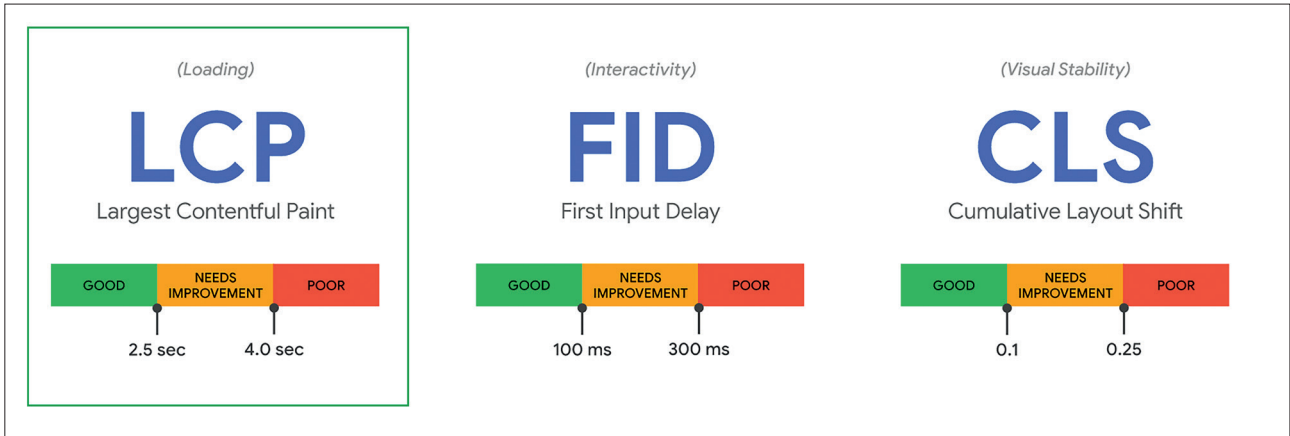 (Loading)
LCP
Largest Contentful Paint
GOOD
NEEDS
IMPROVEMENT
POOR
2.5 sec
4.0 sec
(Interactivity)
FID
First Input Delay
GOOD
NEEDS
IMPROVEMENT
POOR
100 ms
300 ms
(Visual Stability)
CLS
Cumulative Layout Shift
GOOD
NEEDS
IMPROVEMENT
POOR
0.1
0.25